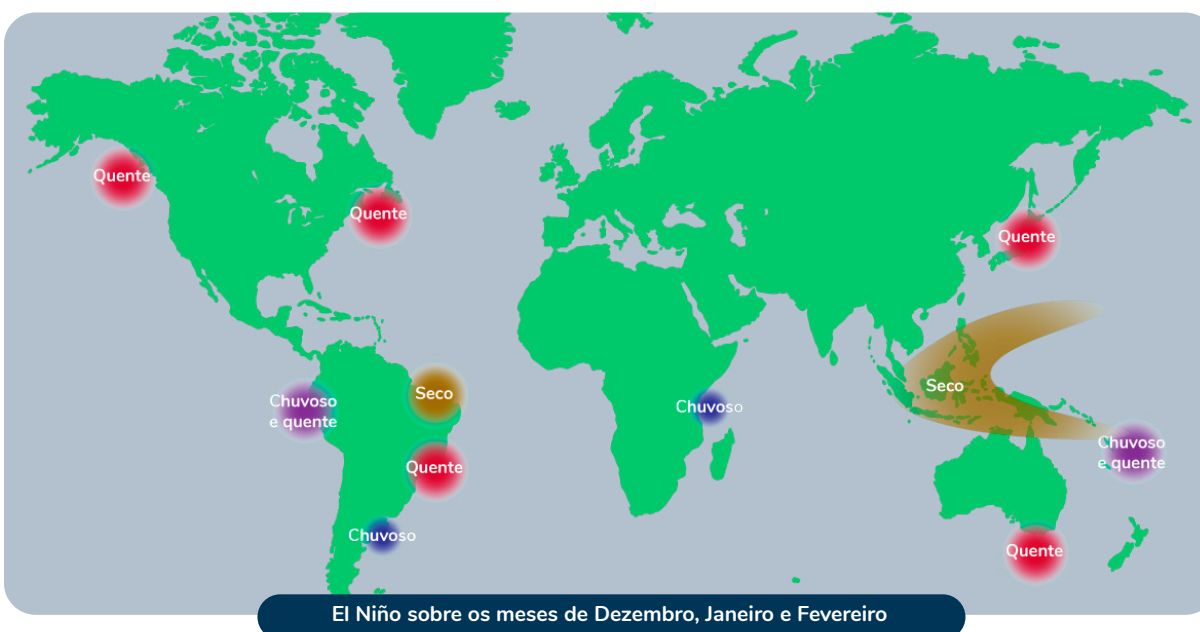 Quente
Quente
Quente
Seco
Seco
Chuvoso
e quente
Chuvoso
Chuvoso
e quente
Quente
Chuvoso
Quente
El Niño sobre os meses de Dezembro, Janeiro e Fevereiro